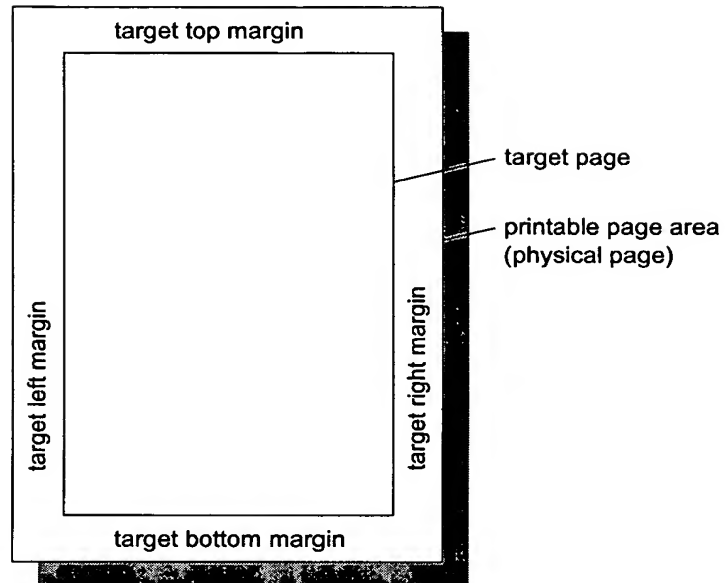 target top margin
target page
printable page area
(physical page)
target left margin
target right margin
target bottom margin